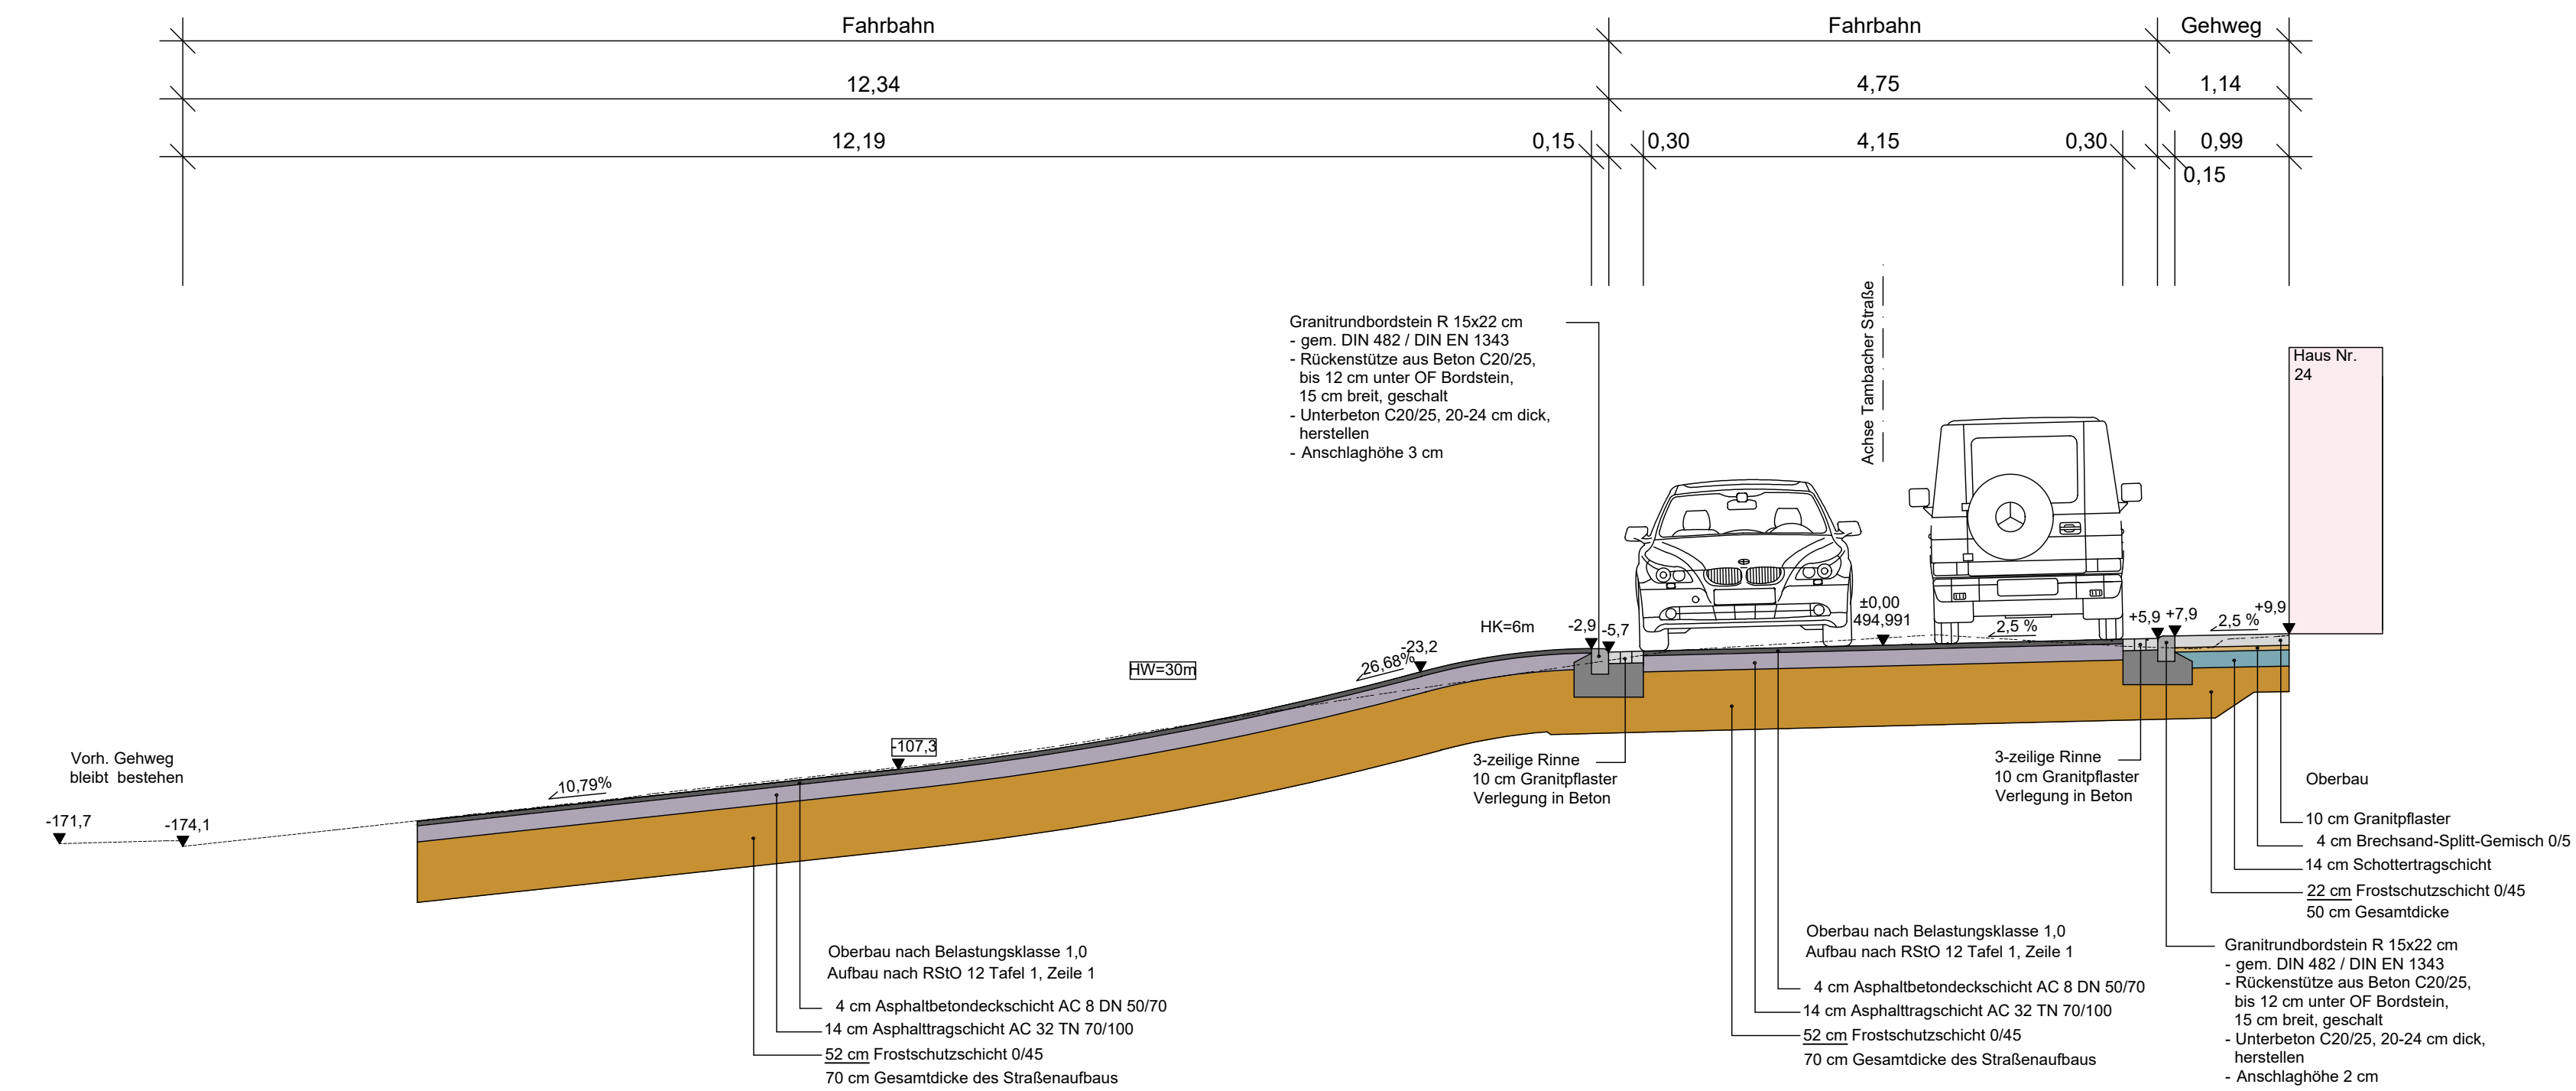 Fahrbahn
Fahrbahn
Gehweg
12,34
4,75
1,14
12,19
0,15
0,30
4,15
0,30
0,99
0,15
Achse Tambacher Straße
Granitrundbordstein R 15x22 cm
- gem. DIN 482 / DIN EN 1343
- Rückenstütze aus Beton C20/25,
bis 12 cm unter OF Bordstein,
15 cm breit, geschalt
- Unterbeton C20/25, 20-24 cm dick,
herstellen
- Anschlaghöhe 3 cm
Haus Nr.
24
±0,00
494,991
HK=6m
-2,9
-5,7
-23,2
26,68%
2,5 %
+5,9
+7,9
2,5 %
+9,9
HW=30m
-107,3
10,79%
Vorh. Gehweg
bleibt bestehen
-171,7
-174,1
3-zeilige Rinne
10 cm Granitpflaster
Verlegung in Beton
3-zeilige Rinne
10 cm Granitpflaster
Verlegung in Beton
Oberbau
10 cm Granitpflaster
4 cm Brechsand-Splitt-Gemisch 0/5
14 cm Schottertragschicht
22 cm Frostschutzschicht 0/45
50 cm Gesamtdicke
Oberbau nach Belastungsklasse 1,0
Aufbau nach RStO 12 Tafel 1, Zeile 1
4 cm Asphaltbetondeckschicht AC 8 DN 50/70
14 cm Asphalttragschicht AC 32 TN 70/100
52 cm Frostschutzschicht 0/45
70 cm Gesamtdicke des Straßenaufbaus
Oberbau nach Belastungsklasse 1,0
Aufbau nach RStO 12 Tafel 1, Zeile 1
4 cm Asphaltbetondeckschicht AC 8 DN 50/70
14 cm Asphalttragschicht AC 32 TN 70/100
52 cm Frostschutzschicht 0/45
70 cm Gesamtdicke des Straßenaufbaus
Granitrundbordstein R 15x22 cm
- gem. DIN 482 / DIN EN 1343
- Rückenstütze aus Beton C20/25,
bis 12 cm unter OF Bordstein,
15 cm breit, geschalt
- Unterbeton C20/25, 20-24 cm dick,
herstellen
- Anschlaghöhe 2 cm